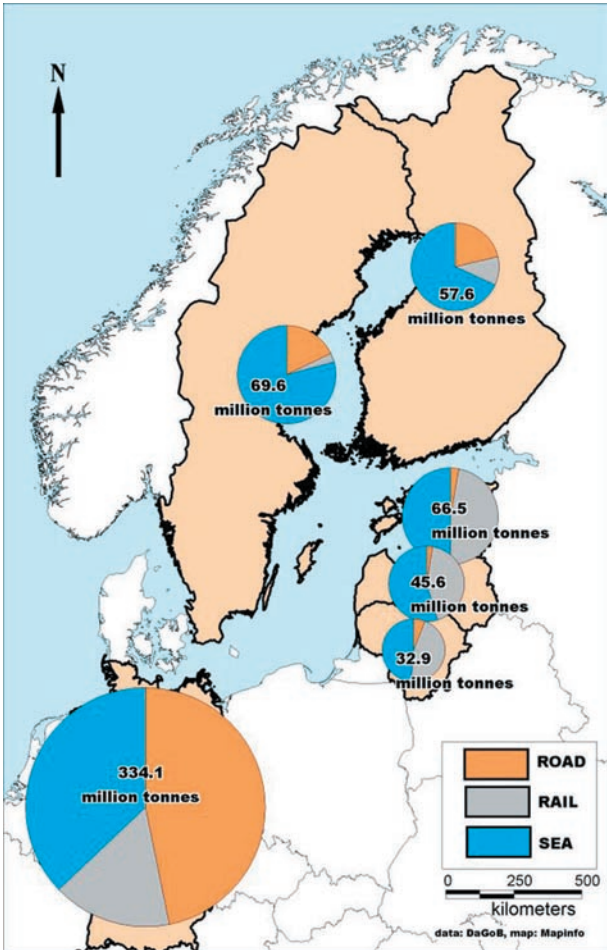 N
57.6
million tonnes
69.6
million tonnes
66.5
million tonnes
45.6
million tonnes
32.9
million tonnes
334.1
million tonnes
ROAD
RAIL
SEA
0 250 500
kilometers
data: DaGoB, map: Mapinfo